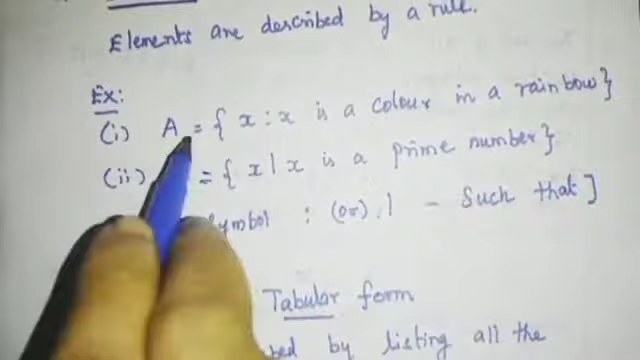 Elements are described by a rule.
Ex:
(i) A = { x : x is a colour in a rainbow}
(ii) = { x | x is a prime number}
symbol : (or) | - Such that]
Tabular form
by listing all the